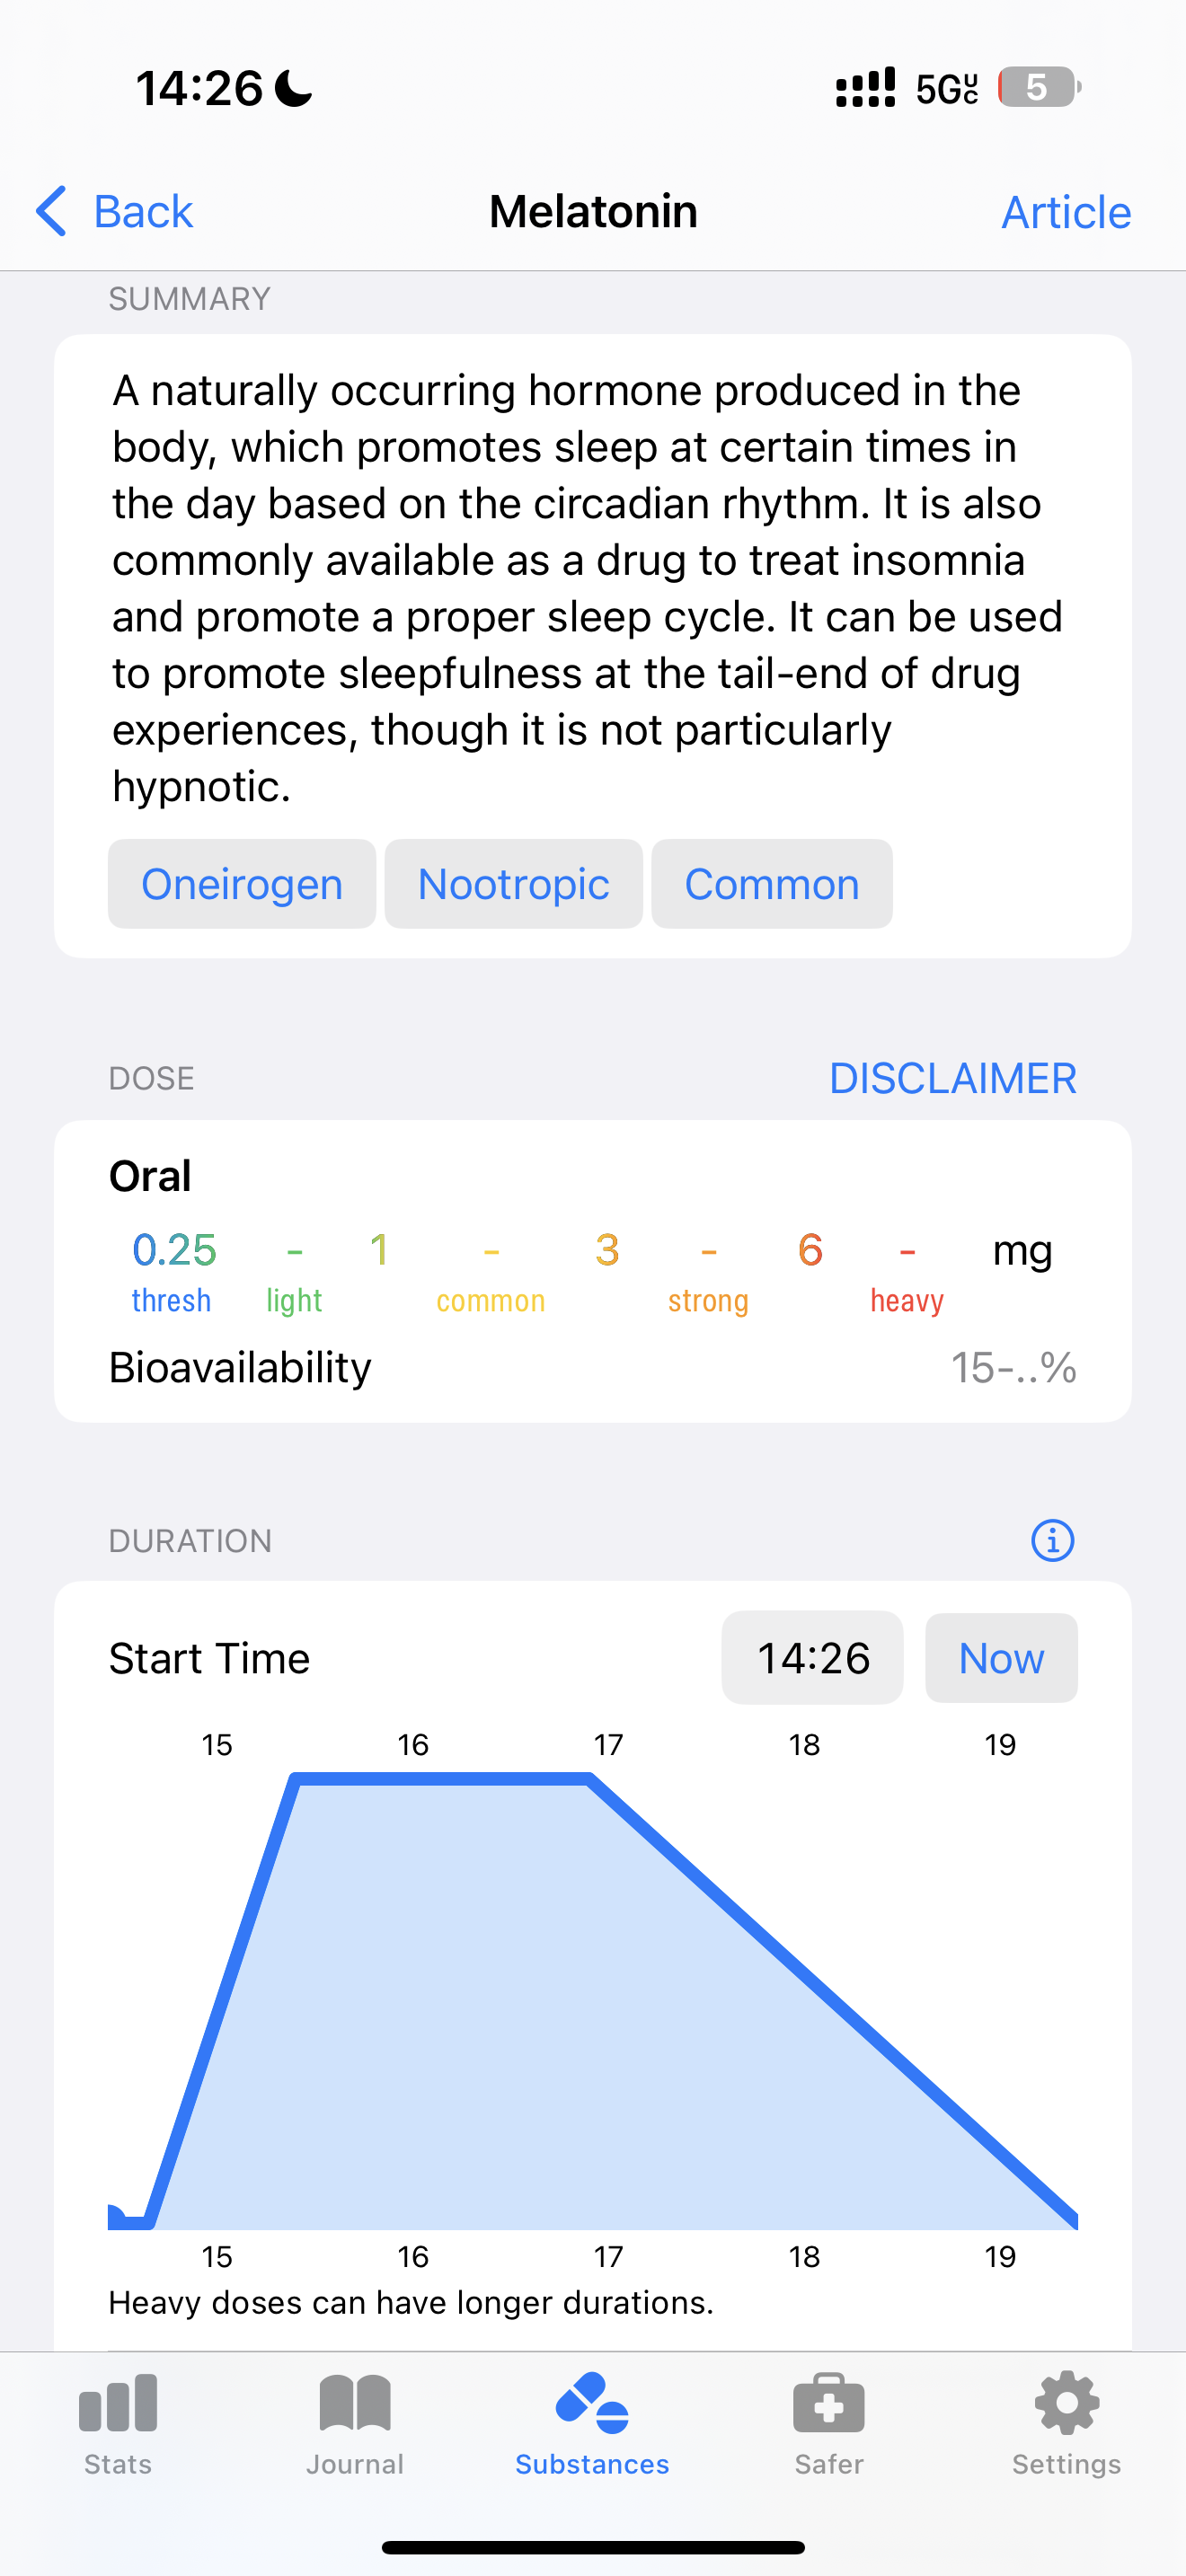 14:26 5GUC 5
Back Melatonin Article
SUMMARY
A naturally occurring hormone produced in the
body, which promotes sleep at certain times in
the day based on the circadian rhythm. It is also
commonly available as a drug to treat insomnia
and promote a proper sleep cycle. It can be used
to promote sleepfulness at the tail-end of drug
experiences, though it is not particularly
hypnotic.
Oneirogen Nootropic Common
DOSE DISCLAIMER
Oral
0.25 - 1 - 3 - 6 - mg
thresh light common strong heavy
Bioavailability 15-..%
DURATION
Start Time 14:26 Now
15 16 17 18 19
15 16 17 18 19
Heavy doses can have longer durations.
Stats Journal Substances Safer Settings